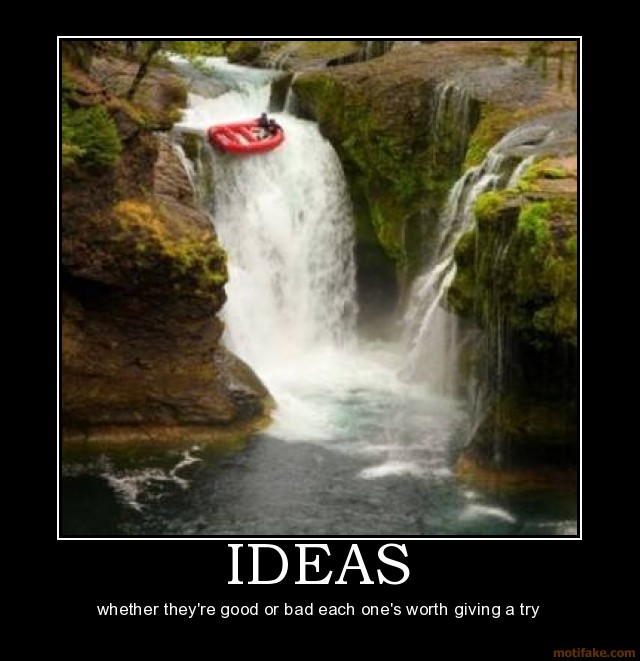 IDEAS
whether they're good or bad each one's worth giving a try
motifake.com